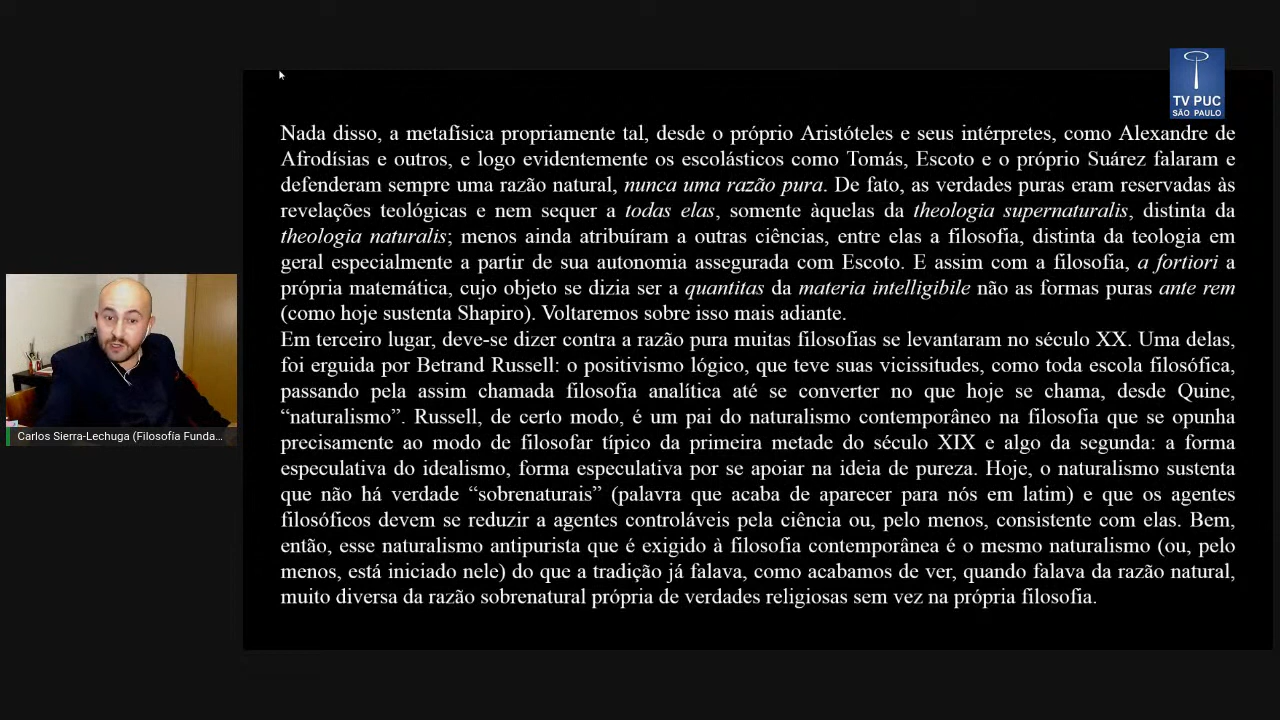 TV PUC
SÃO PAULO
Nada disso, a metafísica propriamente tal, desde o próprio Aristóteles e seus intérpretes, como Alexandre de
Afrodísias e outros, e logo evidentemente os escolásticos como Tomás, Escoto e o próprio Suárez falaram e
defenderam sempre uma razão natural, nunca uma razão pura. De fato, as verdades puras eram reservadas às
revelações teológicas e nem sequer a todas elas, somente àquelas da theologia supernaturalis, distinta da
theologia naturalis; menos ainda atribuíram a outras ciências, entre elas a filosofia, distinta da teologia em
geral especialmente a partir de sua autonomia assegurada com Escoto. E assim com a filosofia, a fortiori a
própria matemática, cujo objeto se dizia ser a quantitas da materia intelligibile não as formas puras ante rem
(como hoje sustenta Shapiro). Voltaremos sobre isso mais adiante.
Em terceiro lugar, deve-se dizer contra a razão pura muitas filosofias se levantaram no século XX. Uma delas,
foi erguida por Betrand Russell: o positivismo lógico, que teve suas vicissitudes, como toda escola filosófica,
passando pela assim chamada filosofia analítica até se converter no que hoje se chama, desde Quine,
“naturalismo”. Russell, de certo modo, é um pai do naturalismo contemporâneo na filosofia que se opunha
precisamente ao modo de filosofar típico da primeira metade do século XIX e algo da segunda: a forma
especulativa do idealismo, forma especulativa por se apoiar na ideia de pureza. Hoje, o naturalismo sustenta
que não há verdade “sobrenaturais” (palavra que acaba de aparecer para nós em latim) e que os agentes
filosóficos devem se reduzir a agentes controláveis pela ciência ou, pelo menos, consistente com elas. Bem,
então, esse naturalismo antipurista que é exigido à filosofia contemporânea é o mesmo naturalismo (ou, pelo
menos, está iniciado nele) do que a tradição já falava, como acabamos de ver, quando falava da razão natural,
muito diversa da razão sobrenatural própria de verdades religiosas sem vez na própria filosofia.
Carlos Sierra-Lechuga (Filosofía Funda...